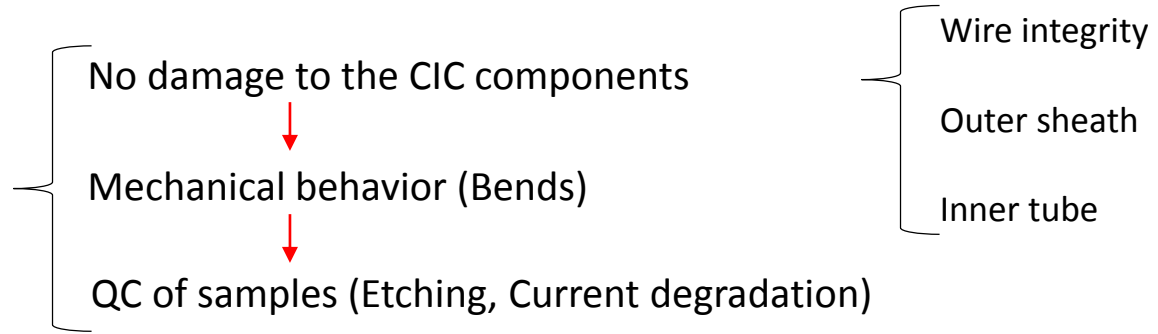 No damage to the CIC components
Mechanical behavior (Bends)
QC of samples (Etching, Current degradation)
Wire integrity
Outer sheath
Inner tube